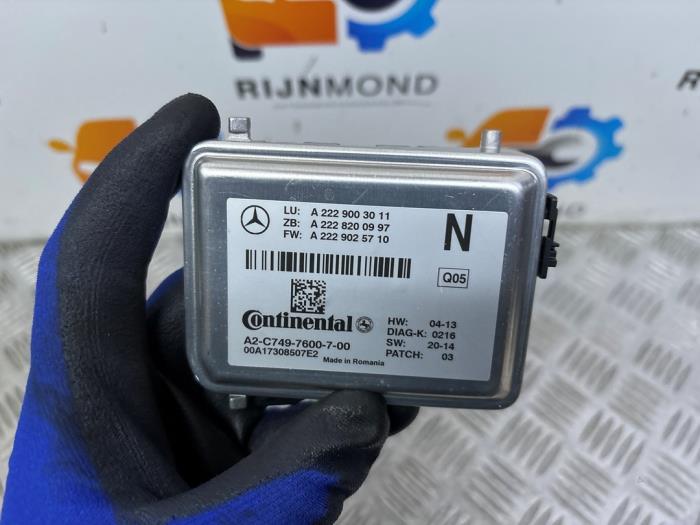 RIJNMOND
LU: A 222 900 30 11
ZB: A 222 820 09 97
FW: A 222 902 57 10
N
Q05
Continental
A2-C749-7600-7-00
00A17308507E2
Made in Romania
HW: 04-13
DIAG-K: 0216
SW: 20-14
PATCH: 03